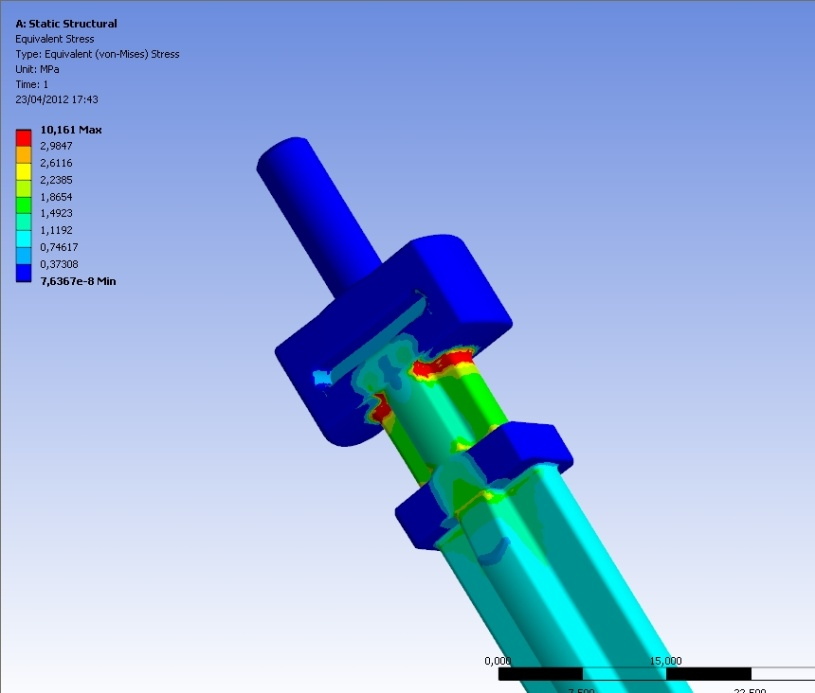 A: Static Structural
Equivalent Stress
Type: Equivalent (von-Mises) Stress
Unit: MPa
Time: 1
23/04/2012 17:43
10,161 Max
2,9847
2,6116
2,2385
1,8654
1,4923
1,1192
0,74617
0,37308
7,6367e-8 Min
0,000 15,000
7,500 22,500